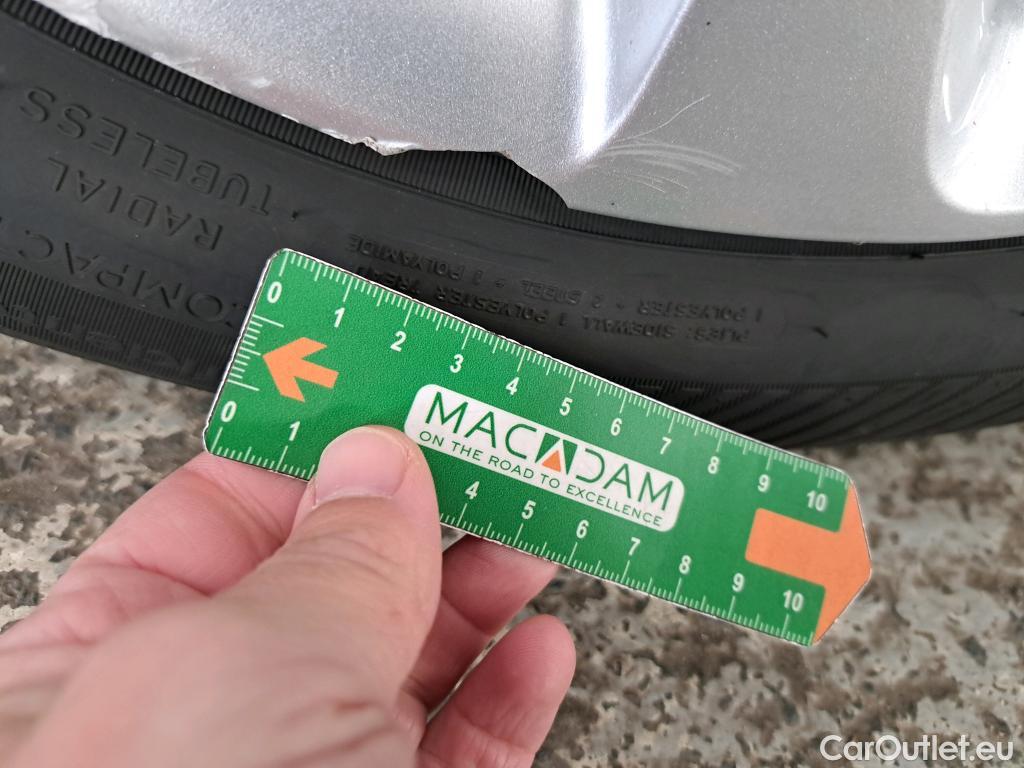 TUBELESS
RADIAL
COMPACT
PLIES: SIDEWALL 1 POLYESTER TREAD
1 POLYESTER + 2 STEEL + 1 POLYAMIDE
0 1 2 3 4 5 6 7 8 9 10
MACADAM
ON THE ROAD TO EXCELLENCE
0 1 4 5 6 7 8 9 10
CarOutlet.eu